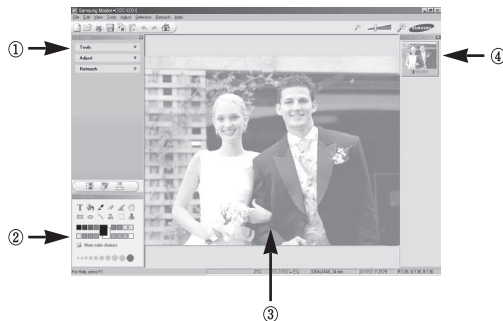 Samsung Master - [SDC10001]
File Edit View Tools Adjust Selection Retouch Help
SAMSUNG
①
Tools
Adjust
Retouch
④
②
T
More color choices
For Help, press F1
③